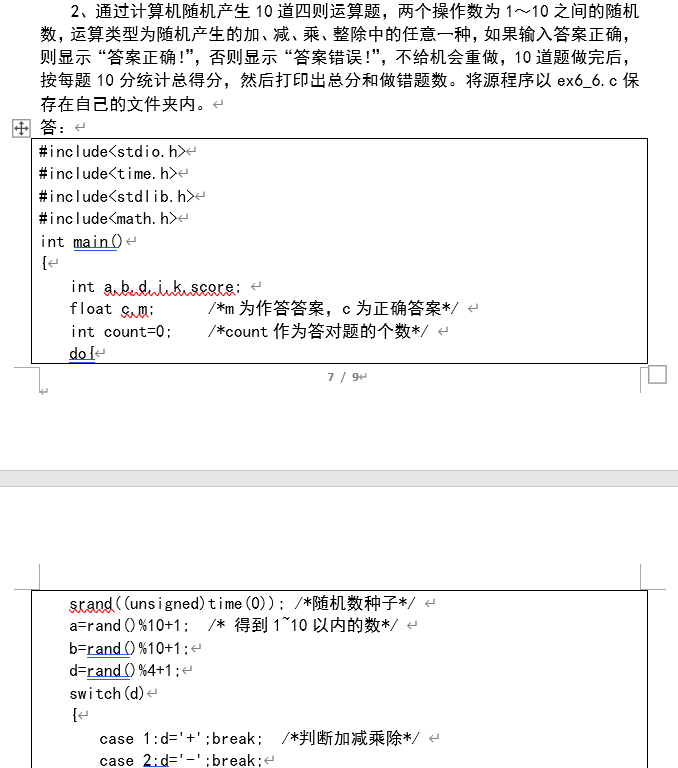 2、通过计算机随机产生 10 道四则运算题，两个操作数为 1～10 之间的随机
数，运算类型为随机产生的加、减、乘、整除中的任意一种，如果输入答案正确，
则显示“答案正确！”，否则显示“答案错误！”，不给机会重做，10 道题做完后，
按每题 10 分统计总得分，然后打印出总分和做错题数。将源程序以 ex6_6.c 保
存在自己的文件夹内。
答：
#include<stdio.h>
#include<time.h>
#include<stdlib.h>
#include<math.h>
int main()
{
int a,b,d,i,k,score;
float c,m; /*m 为作答答案，c 为正确答案*/
int count=0; /*count 作为答对题的个数*/
do{
7 / 9
srand((unsigned)time(0)); /*随机数种子*/
a=rand()%10+1; /* 得到 1~10 以内的数*/
b=rand()%10+1;
d=rand()%4+1;
switch(d)
{
case 1:d='+';break; /*判断加减乘除*/
case 2:d='-';break;